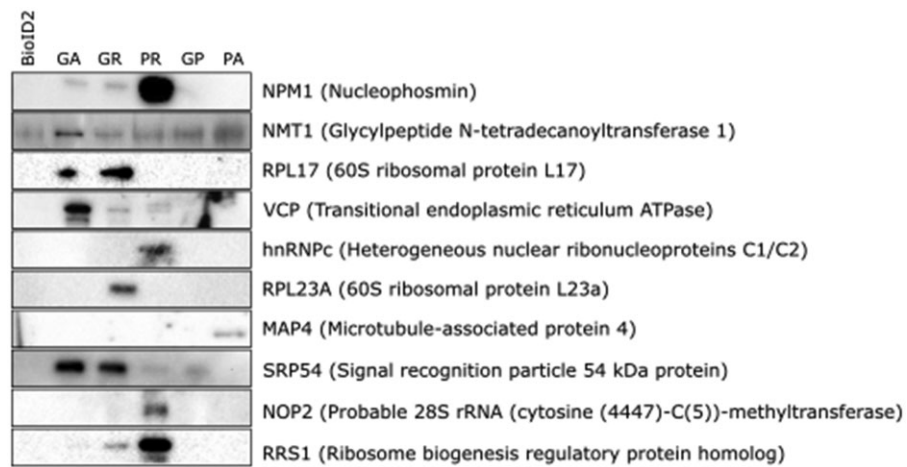 BioID2 GA GR PR GP PA
NPM1 (Nucleophosmin)
NMT1 (Glycylpeptide N-tetradecanoyltransferase 1)
RPL17 (60S ribosomal protein L17)
VCP (Transitional endoplasmic reticulum ATPase)
hnRNPc (Heterogeneous nuclear ribonucleoproteins C1/C2)
RPL23A (60S ribosomal protein L23a)
MAP4 (Microtubule-associated protein 4)
SRP54 (Signal recognition particle 54 kDa protein)
NOP2 (Probable 28S rRNA (cytosine (4447)-C(5))-methyltransferase)
RRS1 (Ribosome biogenesis regulatory protein homolog)